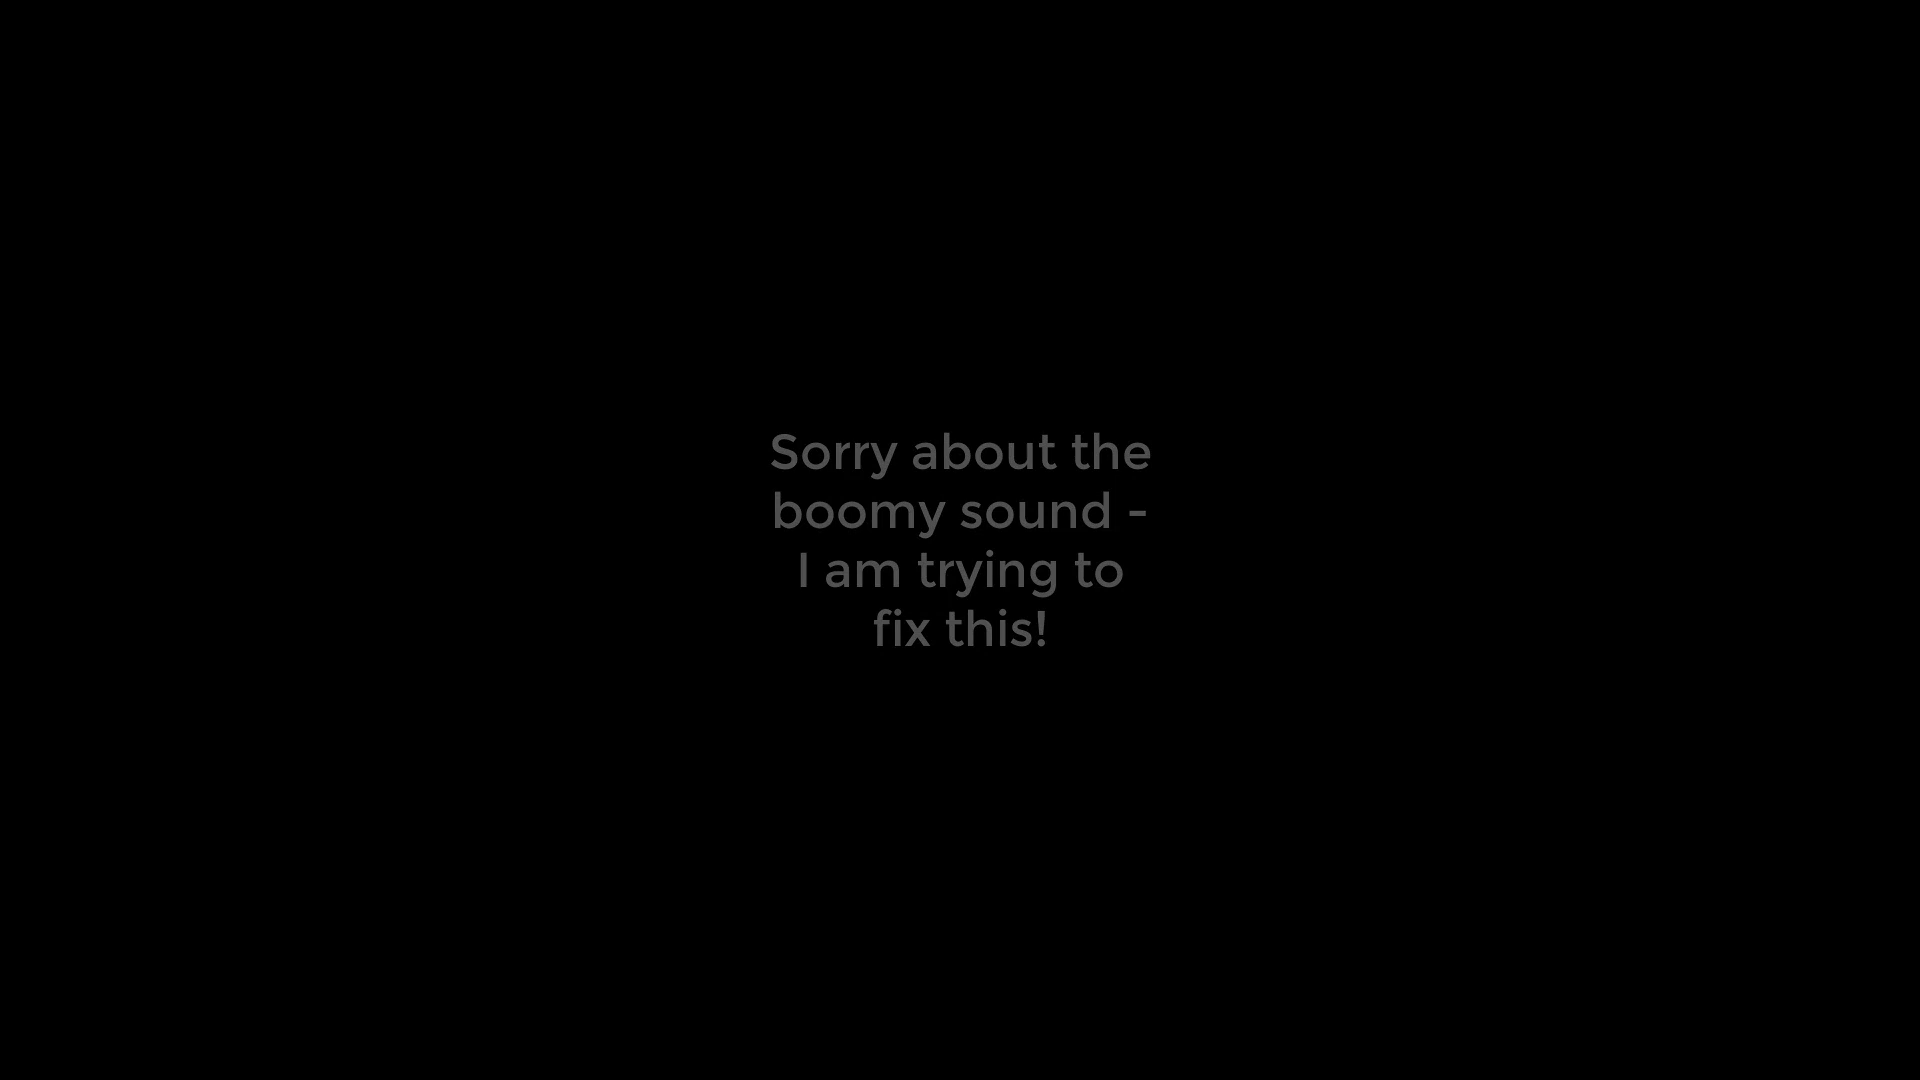 Sorry about the
boomy sound -
I am trying to
fix this!